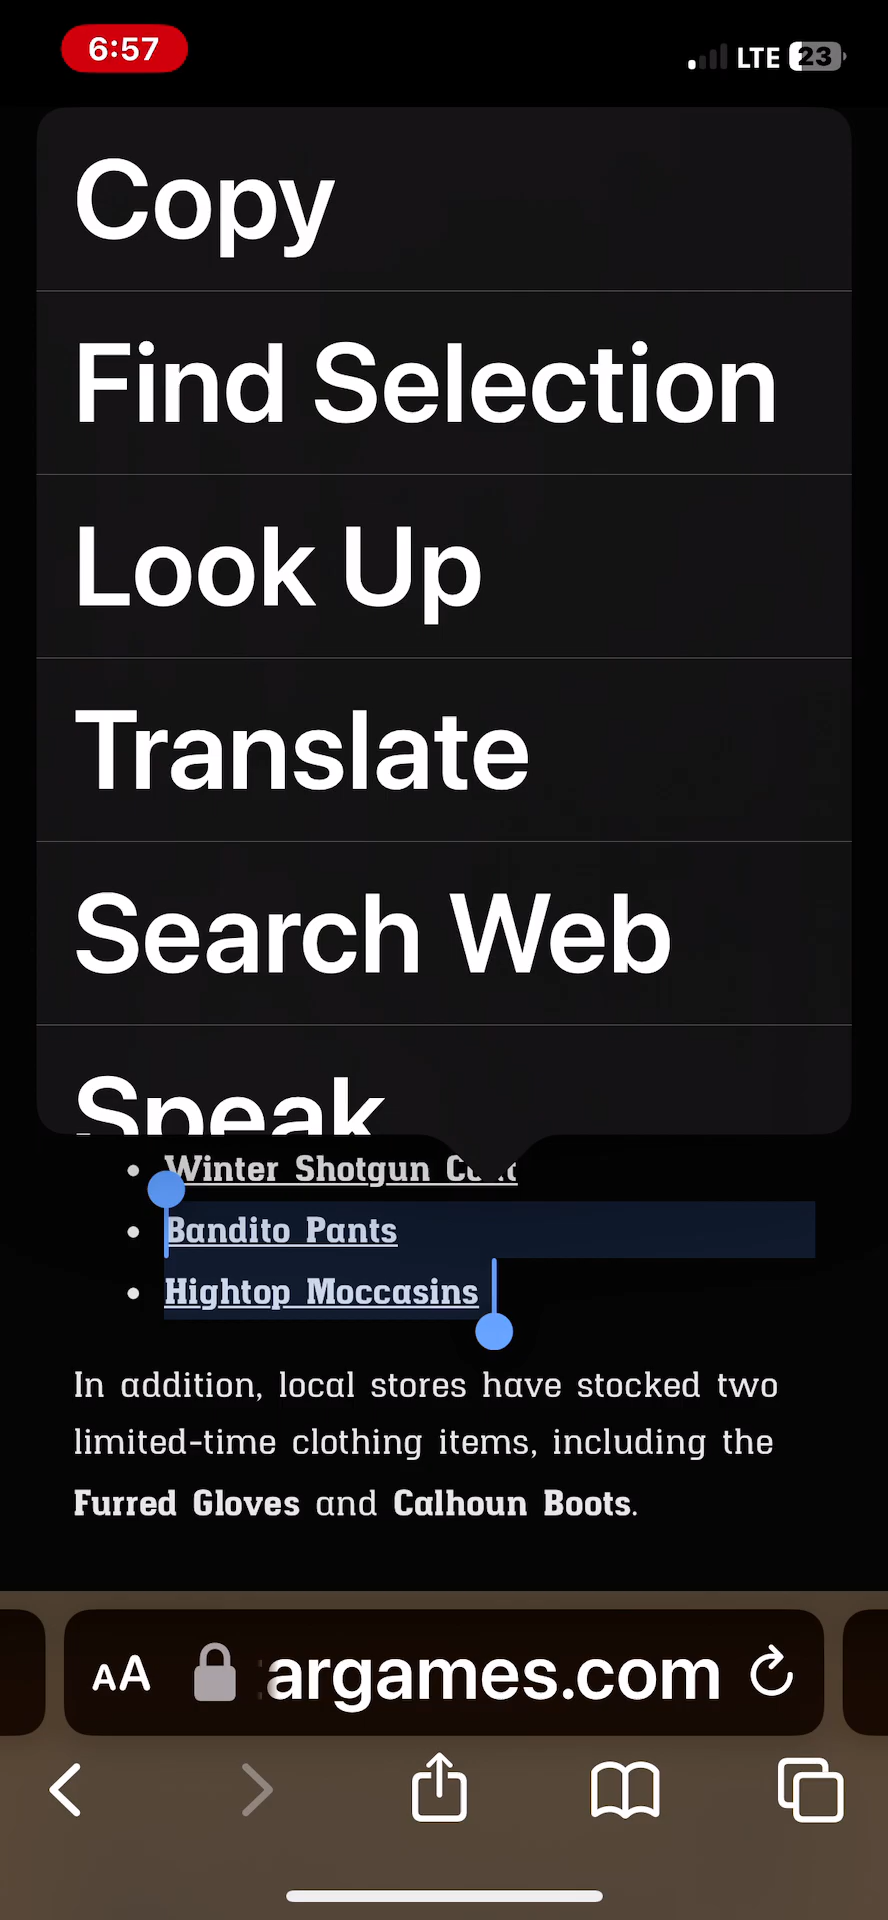 6:57
LTE 23
Copy
Find Selection
Look Up
Translate
Search Web
Speak
Winter Shotgun
Bandito Pants
Hightop Moccasins
In addition, local stores have stocked two
limited-time clothing items, including the
Furred Gloves and Calhoun Boots.
AA argames.com